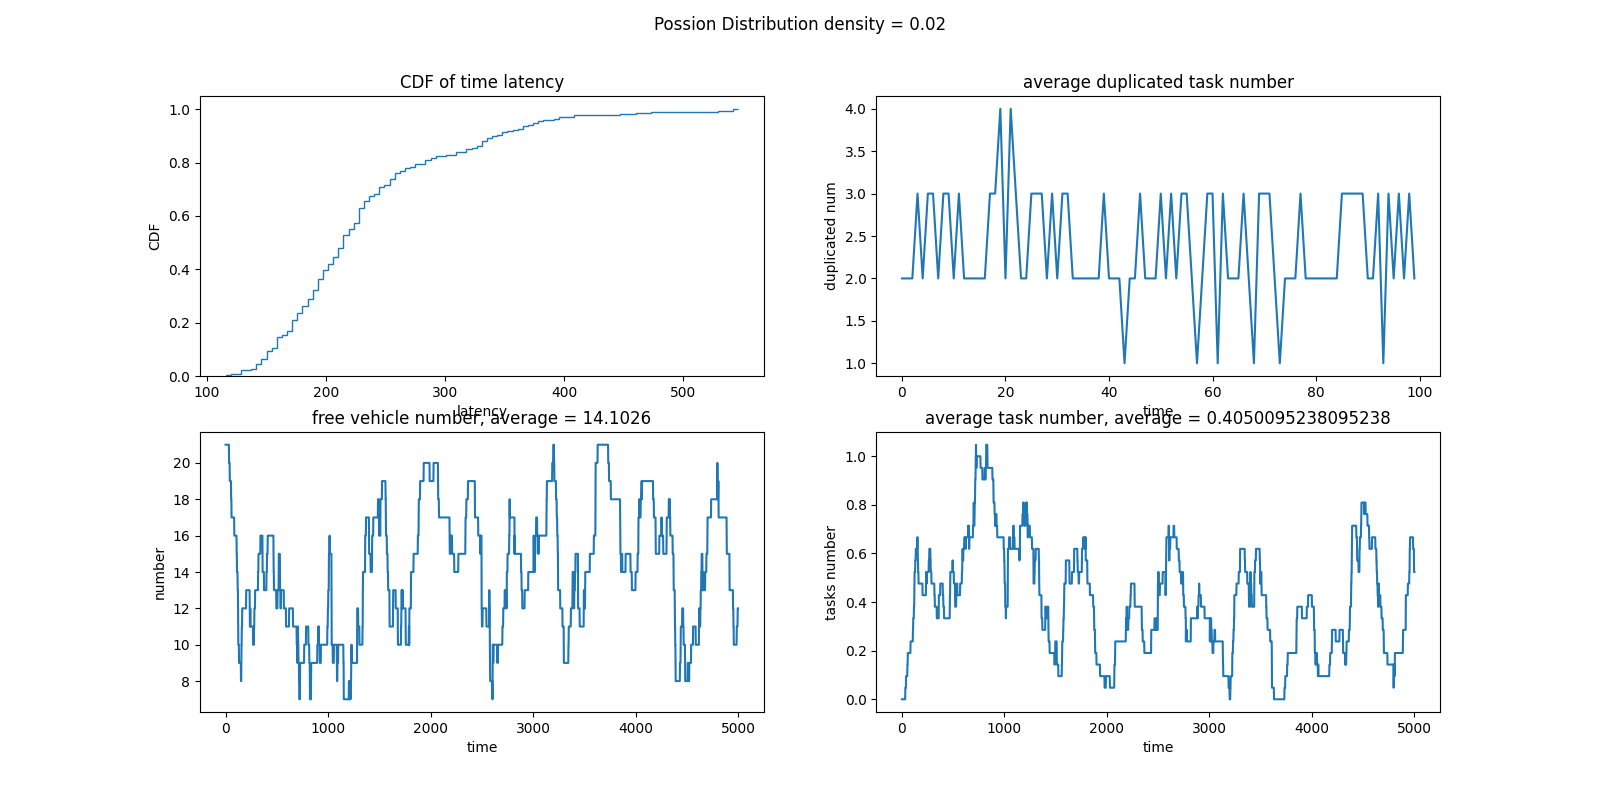 Possion Distribution density = 0.02
CDF of time latency
CDF
1.0
0.8
0.6
0.4
0.2
0.0
100 200 300 400 500
latency
average duplicated task number
duplicated num
4.0
3.5
3.0
2.5
2.0
1.5
1.0
0 20 40 60 80 100
time
free vehicle number, average = 14.1026
number
20
18
16
14
12
10
8
0 1000 2000 3000 4000 5000
time
average task number, average = 0.4050095238095238
tasks number
1.0
0.8
0.6
0.4
0.2
0.0
0 1000 2000 3000 4000 5000
time